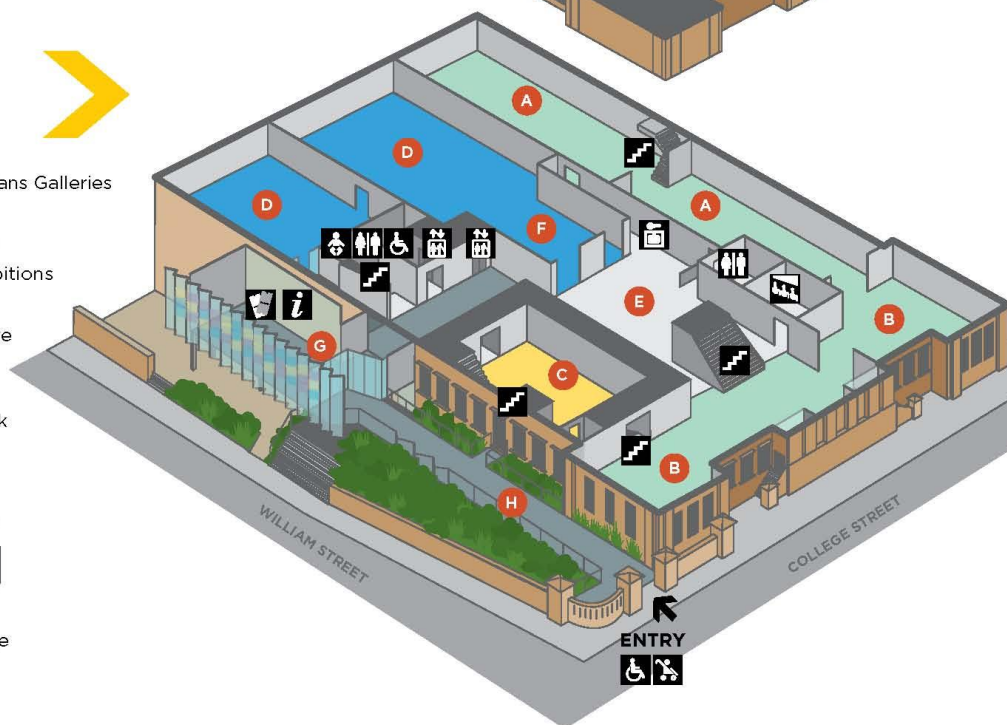 ans Galleries
bitions
e
k
e
A
A
D
D
F
E
B
G
C
B
H
i
WILLIAM STREET
COLLEGE STREET
ENTRY